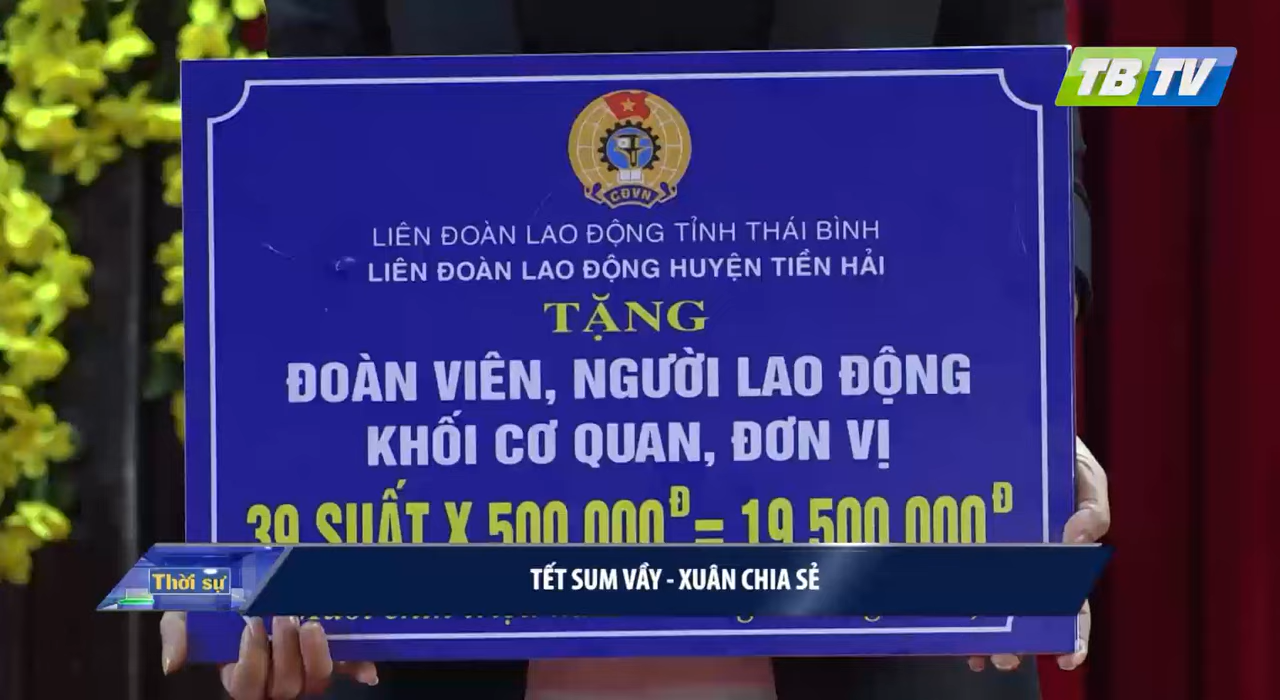 TBTV
CĐVN
LIÊN ĐOÀN LAO ĐỘNG TỈNH THÁI BÌNH
LIÊN ĐOÀN LAO ĐỘNG HUYỆN TIỀN HẢI
TẶNG
ĐOÀN VIÊN, NGƯỜI LAO ĐỘNG
KHỐI CƠ QUAN, ĐƠN VỊ
39 SUẤT X 500.000Đ = 19.500.000Đ
Thời sự
TẾT SUM VẦY - XUÂN CHIA SẺ